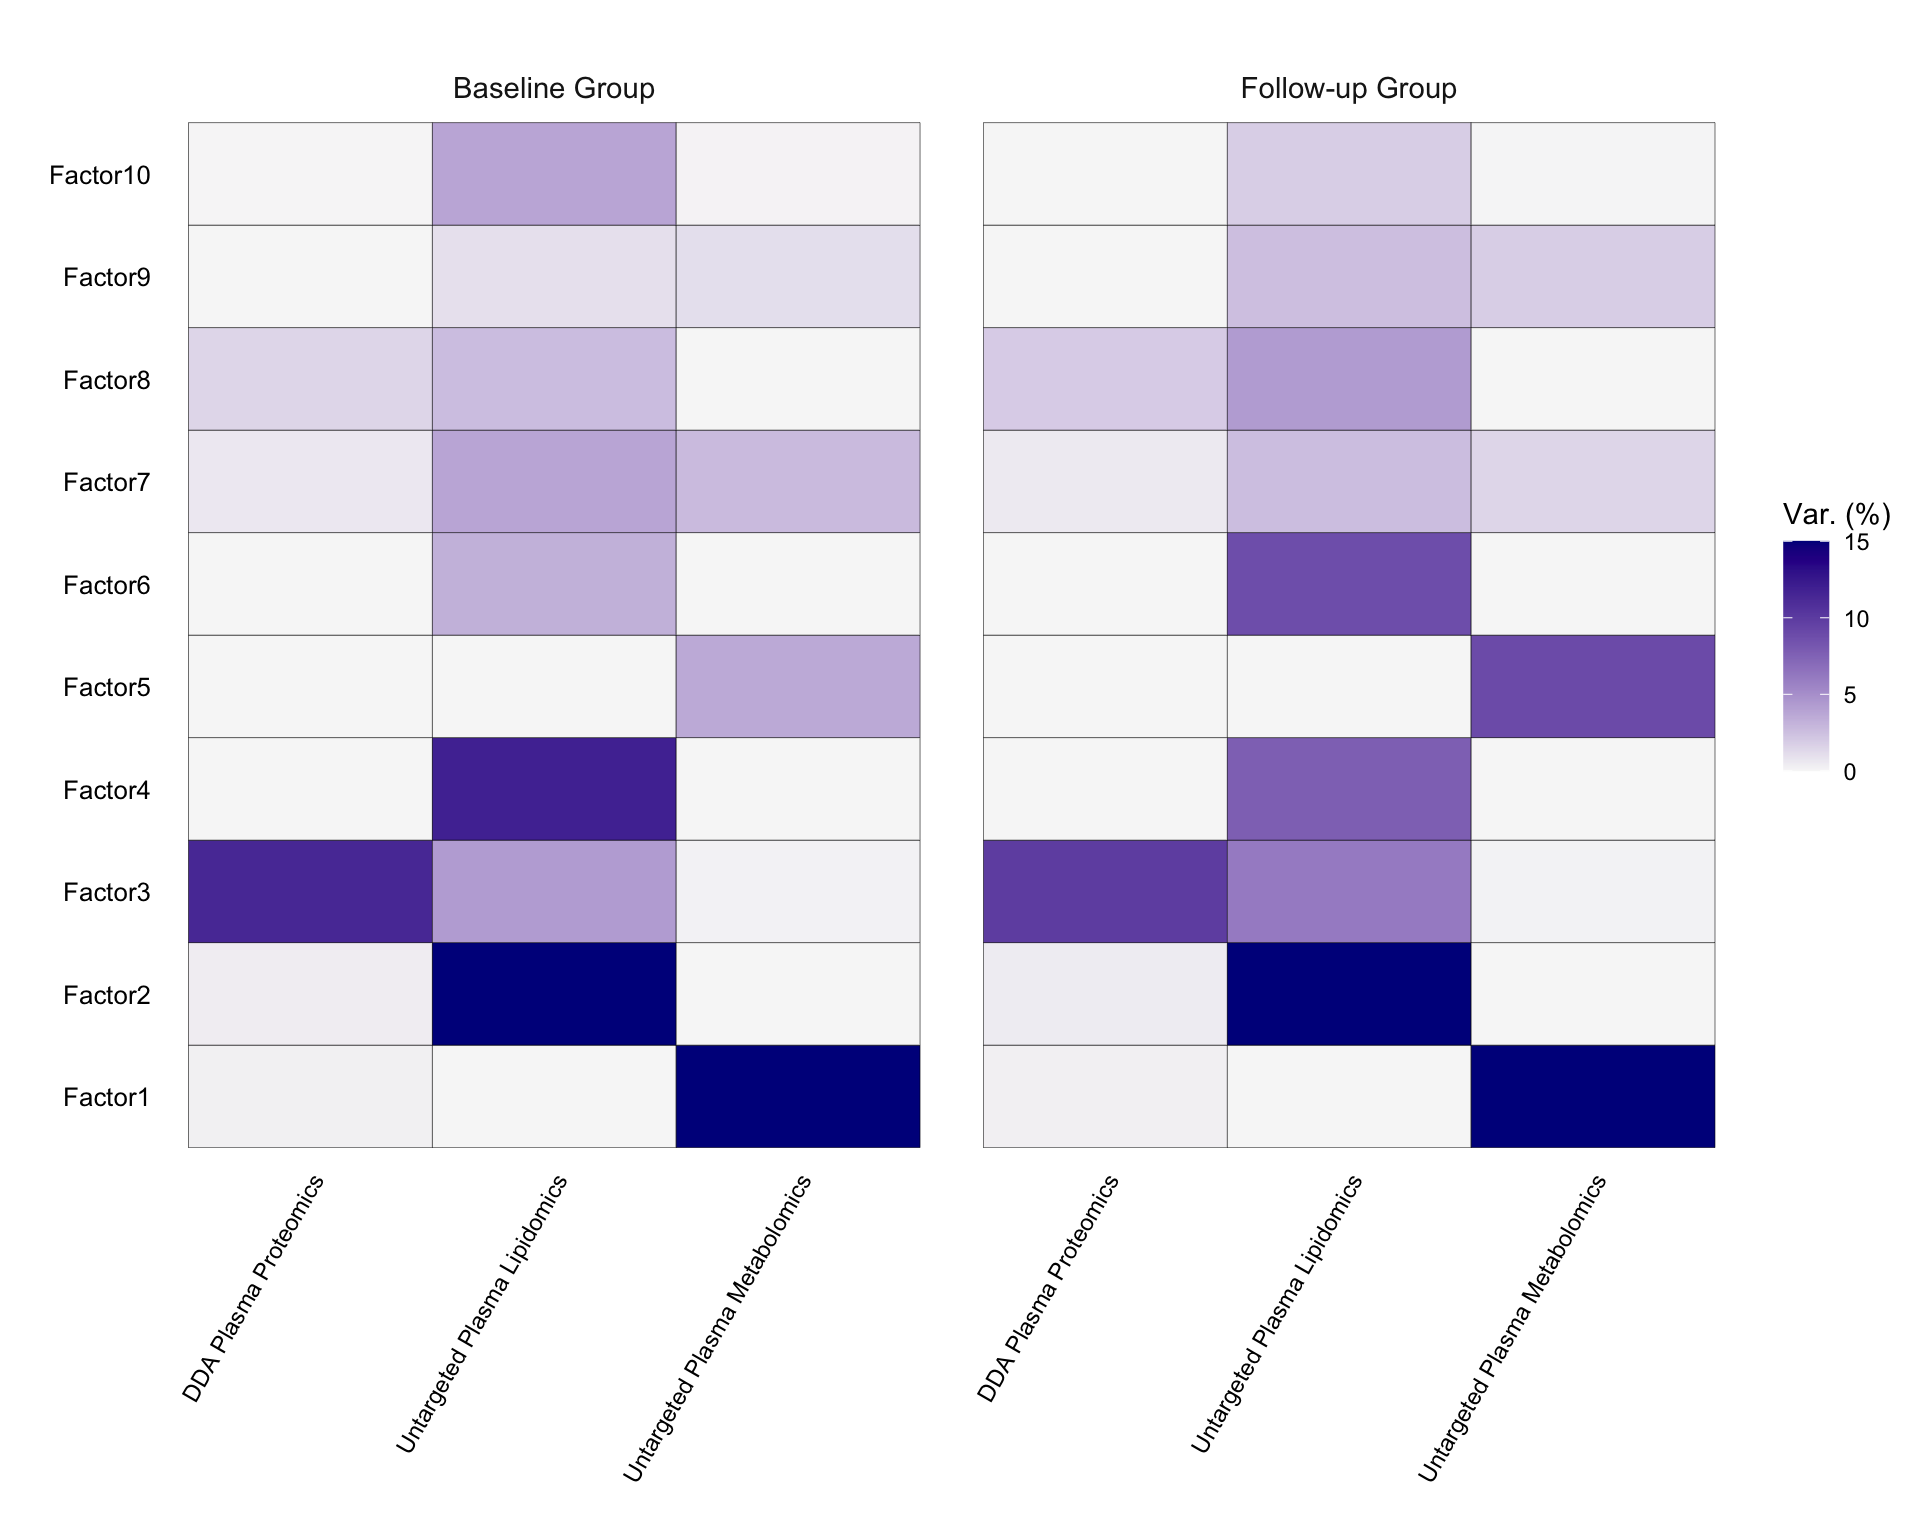 Baseline Group
Follow-up Group
Factor10
Factor9
Factor8
Factor7
Factor6
Factor5
Factor4
Factor3
Factor2
Factor1
Var. (%)
15
10
5
0
DDA Plasma Proteomics
Untargeted Plasma Lipidomics
Untargeted Plasma Metabolomics
DDA Plasma Proteomics
Untargeted Plasma Lipidomics
Untargeted Plasma Metabolomics